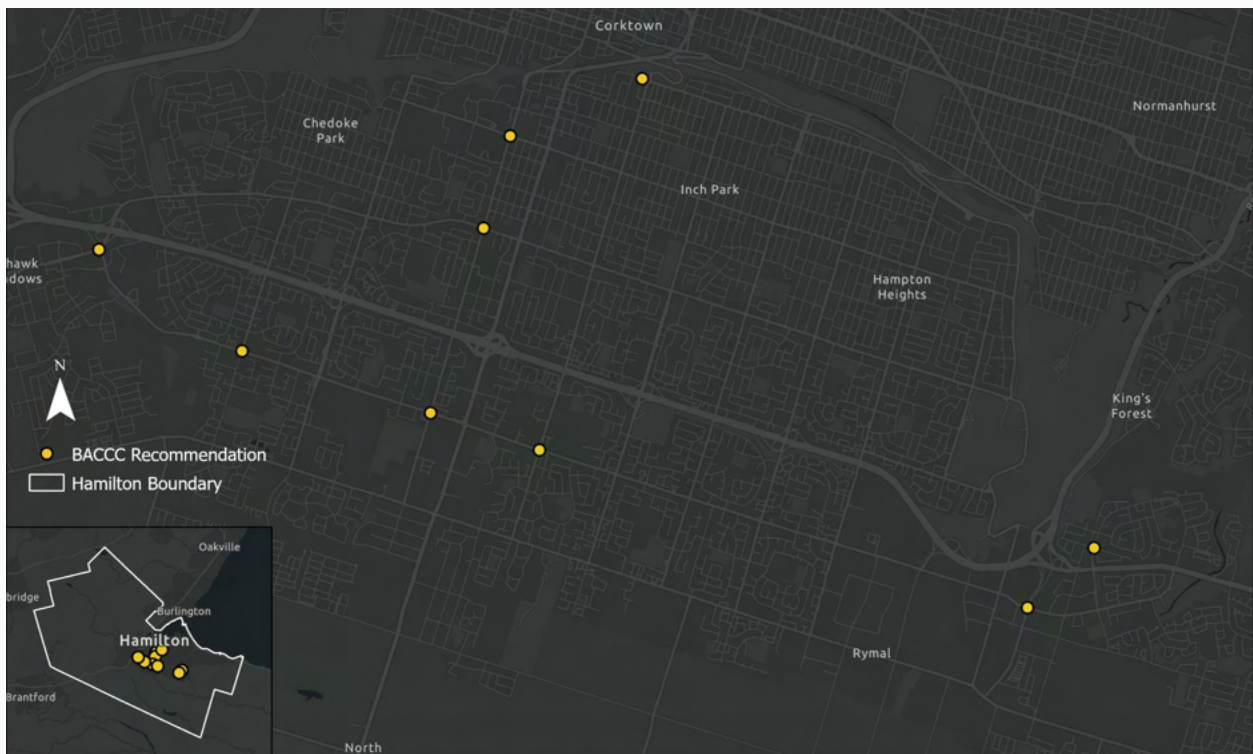 Corktown
Normanhurst
Chedoke
Park
Inch Park
hawk
dows
Hampton
Heights
King's
Forest
N
BACCC Recommendation
Hamilton Boundary
Rymal
North
Oakville
bridge
Burlington
Hamilton
Brantford